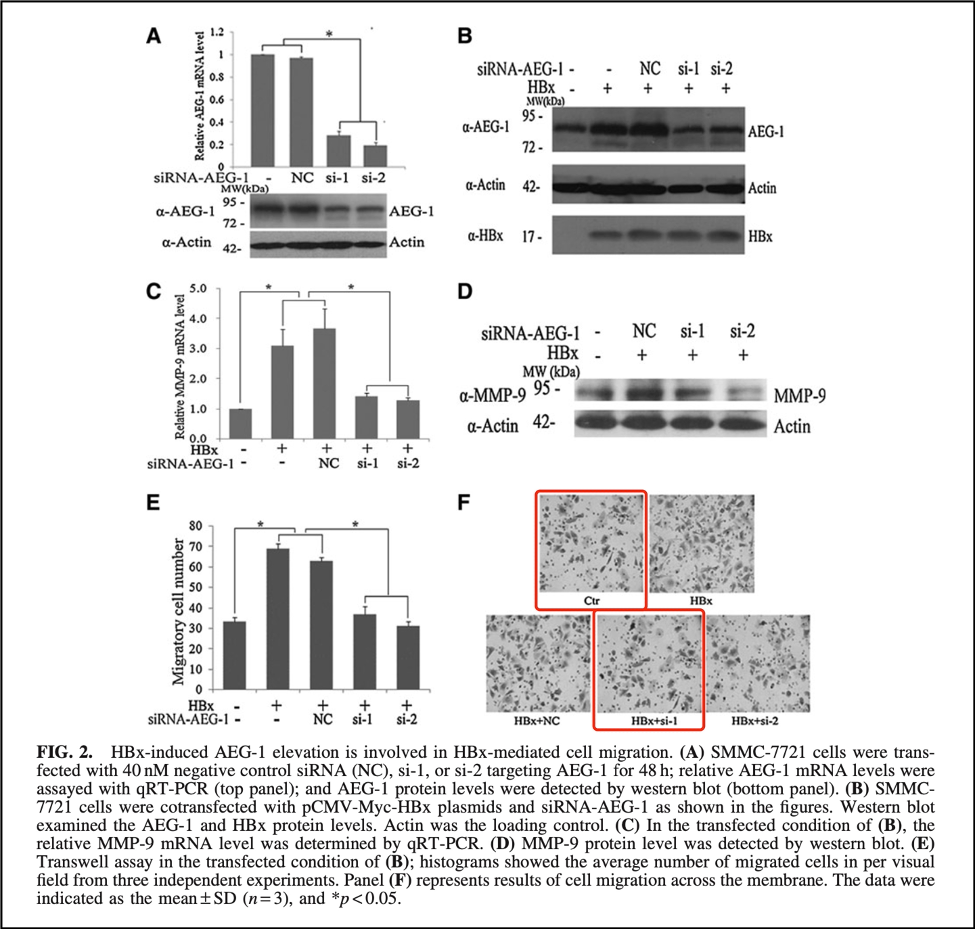 A
Relative AEG-1 mRNA level
1.2
1
0.8
0.6
0.4
0.2
0
*
siRNA-AEG-1 - NC si-1 si-2
MW(kDa)
α-AEG-1 95 - AEG-1
72 -
α-Actin 42- Actin
B
siRNA-AEG-1 - - NC si-1 si-2
HBx - + + + +
MW(kDa)
95 -
α-AEG-1 AEG-1
72 -
α-Actin 42- Actin
α-HBx 17 - HBx
C
Relative MMP-9 mRNA level
5.0
4.0
3.0
2.0
1.0
0.0
* *
HBx - + + + +
siRNA-AEG-1 - - NC si-1 si-2
D
siRNA-AEG-1 - NC si-1 si-2
HBx - + + +
MW (kDa)
α-MMP-9 95 - MMP-9
α-Actin 42- Actin
E
Migratory cell number
80
70
60
50
40
30
20
10
0
* *
HBx - + + + +
siRNA-AEG-1 - - NC si-1 si-2
F
Ctr HBx
HBx+NC HBx+si-1 HBx+si-2
FIG. 2. HBx-induced AEG-1 elevation is involved in HBx-mediated cell migration. (A) SMMC-7721 cells were trans-
fected with 40 nM negative control siRNA (NC), si-1, or si-2 targeting AEG-1 for 48 h; relative AEG-1 mRNA levels were
assayed with qRT-PCR (top panel); and AEG-1 protein levels were detected by western blot (bottom panel). (B) SMMC-
7721 cells were cotransfected with pCMV-Myc-HBx plasmids and siRNA-AEG-1 as shown in the figures. Western blot
examined the AEG-1 and HBx protein levels. Actin was the loading control. (C) In the transfected condition of (B), the
relative MMP-9 mRNA level was determined by qRT-PCR. (D) MMP-9 protein level was detected by western blot. (E)
Transwell assay in the transfected condition of (B); histograms showed the average number of migrated cells in per visual
field from three independent experiments. Panel (F) represents results of cell migration across the membrane. The data were
indicated as the mean ± SD (n = 3), and *p < 0.05.